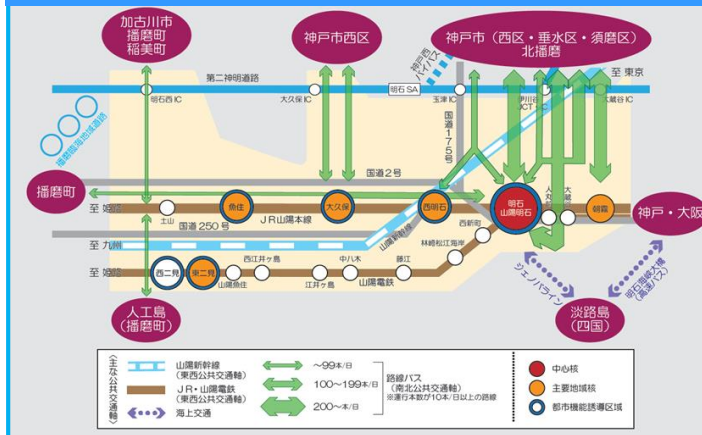 加古川市
播磨町
稲美町
神戸市西区
神戸市（西区・垂水区・須磨区）
北播磨
神戸西
バイパス
至 東京
第二神明道路
明石西IC
大久保IC
明石SA
玉津IC
大蔵谷IC
播磨臨海地域道路
国道175号
国道2号
播磨町
至 姫路
土山
魚住
大久保
西明石
明石
山陽明石
朝霧
神戸・大阪
JR山陽本線
国道250号
至 九州
山陽新幹線
西新町
林崎松江海岸
至 姫路
西二見
東二見
山陽魚住
西江井ヶ島
江井ヶ島
中八木
藤江
山陽電鉄
ジェノバライン
明石海峡大橋
（高速バス）
人工島
（播磨町）
淡路島
（四国）
〈主な公共交通軸〉
山陽新幹線
（東西公共交通軸）
JR・山陽電鉄
（東西公共交通軸）
海上交通
～99本/日
100～199本/日
200～本/日
路線バス
（南北公共交通軸）
※運行本数が10本/日以上の路線
中心核
主要地域核
都市機能誘導区域